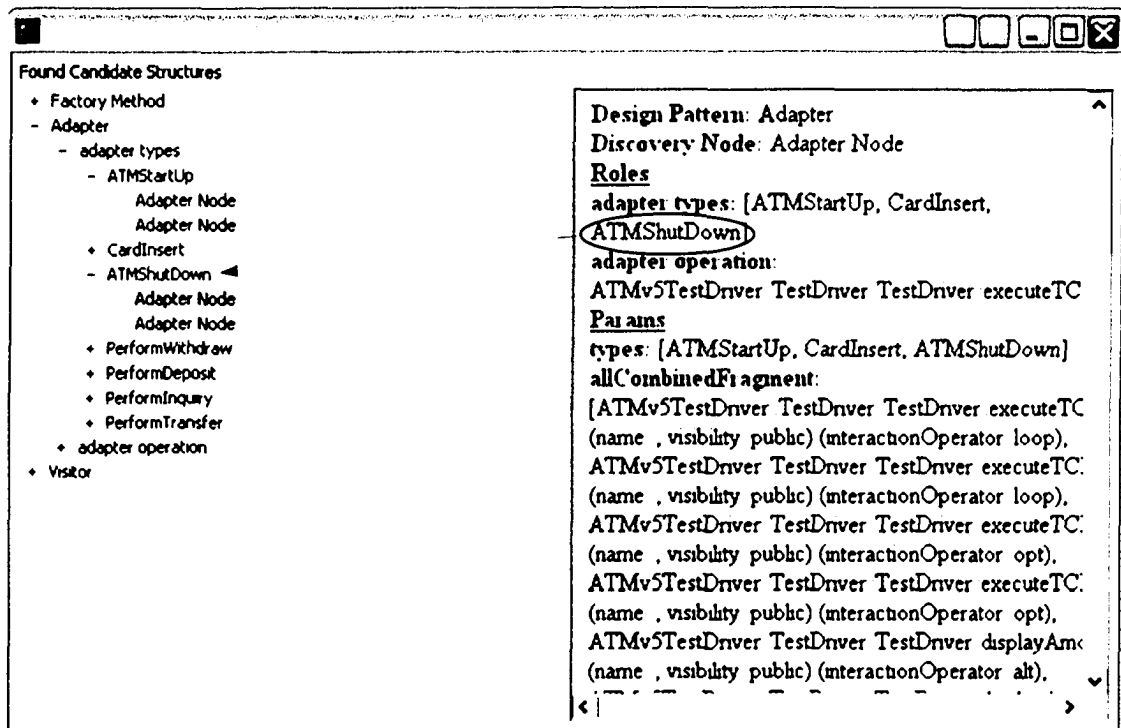 Found Candidate Structures
+ Factory Method
- Adapter
- adapter types
- ATMStartUp
Adapter Node
Adapter Node
+ CardInsert
- ATMShutDown
Adapter Node
Adapter Node
+ PerformWithdraw
+ PerformDeposit
+ PerformInquiry
+ PerformTransfer
+ adapter operation
+ Visitor
Design Pattern: Adapter
Discovery Node: Adapter Node
Roles
adapter types: [ATMStartUp, CardInsert,
ATMShutDown]
adapter operation:
ATMv5TestDriver TestDriver TestDriver executeTC
Params
types: [ATMStartUp, CardInsert, ATMShutDown]
allCombinedFragment:
[ATMv5TestDriver TestDriver TestDriver executeTC
(name , visibility public) (interactionOperator loop),
ATMv5TestDriver TestDriver TestDriver executeTC
(name , visibility public) (interactionOperator loop),
ATMv5TestDriver TestDriver TestDriver executeTC
(name , visibility public) (interactionOperator opt),
ATMv5TestDriver TestDriver TestDriver executeTC
(name , visibility public) (interactionOperator opt),
ATMv5TestDriver TestDriver TestDriver displayAm
(name , visibility public) (interactionOperator alt),